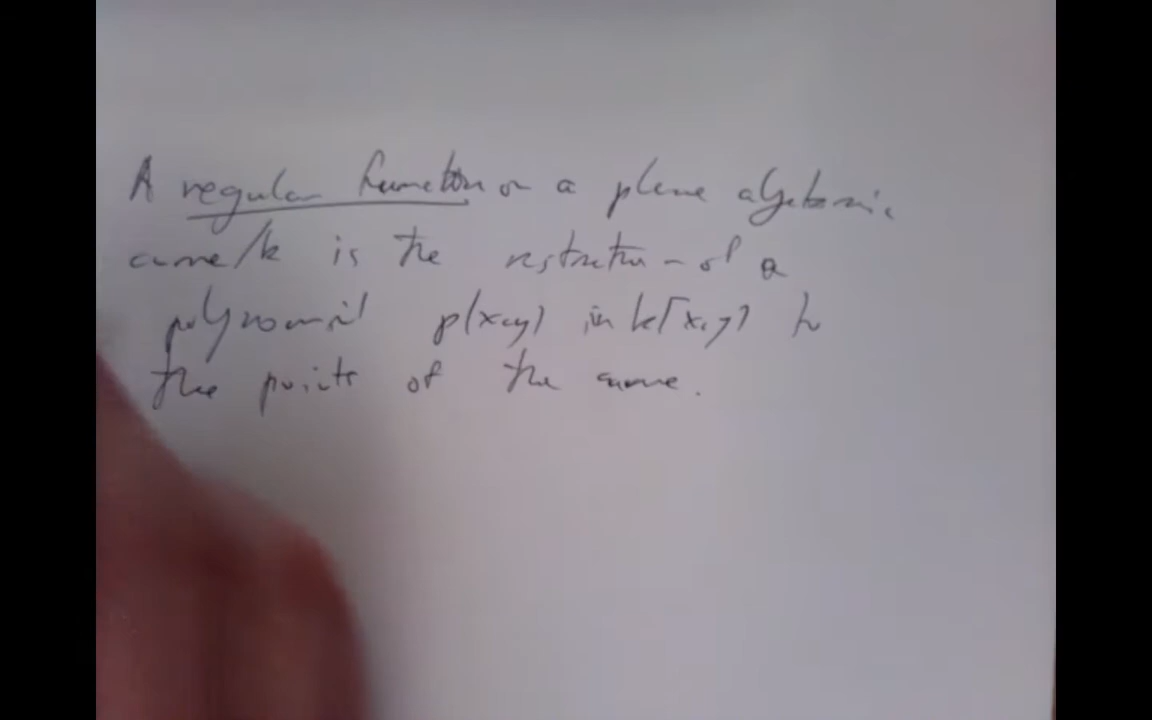 A regular function on a plane algebraic
curve/k is the restriction of a
polynomial p(x,y) in k[x,y] to
the points of the curve.